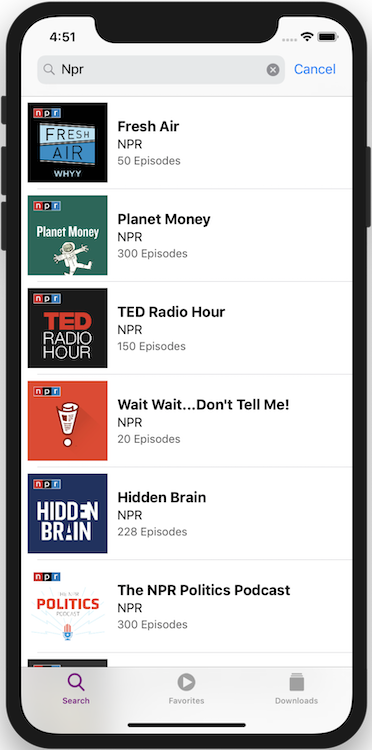 4:51
Npr
Cancel
npr
FRESH
AIR
WHYY
Fresh Air
NPR
50 Episodes
npr
Planet Money
Planet Money
NPR
300 Episodes
npr
TED
RADIO
HOUR
TED Radio Hour
NPR
150 Episodes
npr
Wait Wait...Don't Tell Me!
NPR
20 Episodes
npr
HIDDEN
BRAIN
Hidden Brain
NPR
228 Episodes
npr
THE NPR
POLITICS
PODCAST
The NPR Politics Podcast
NPR
300 Episodes
Search
Favorites
Downloads